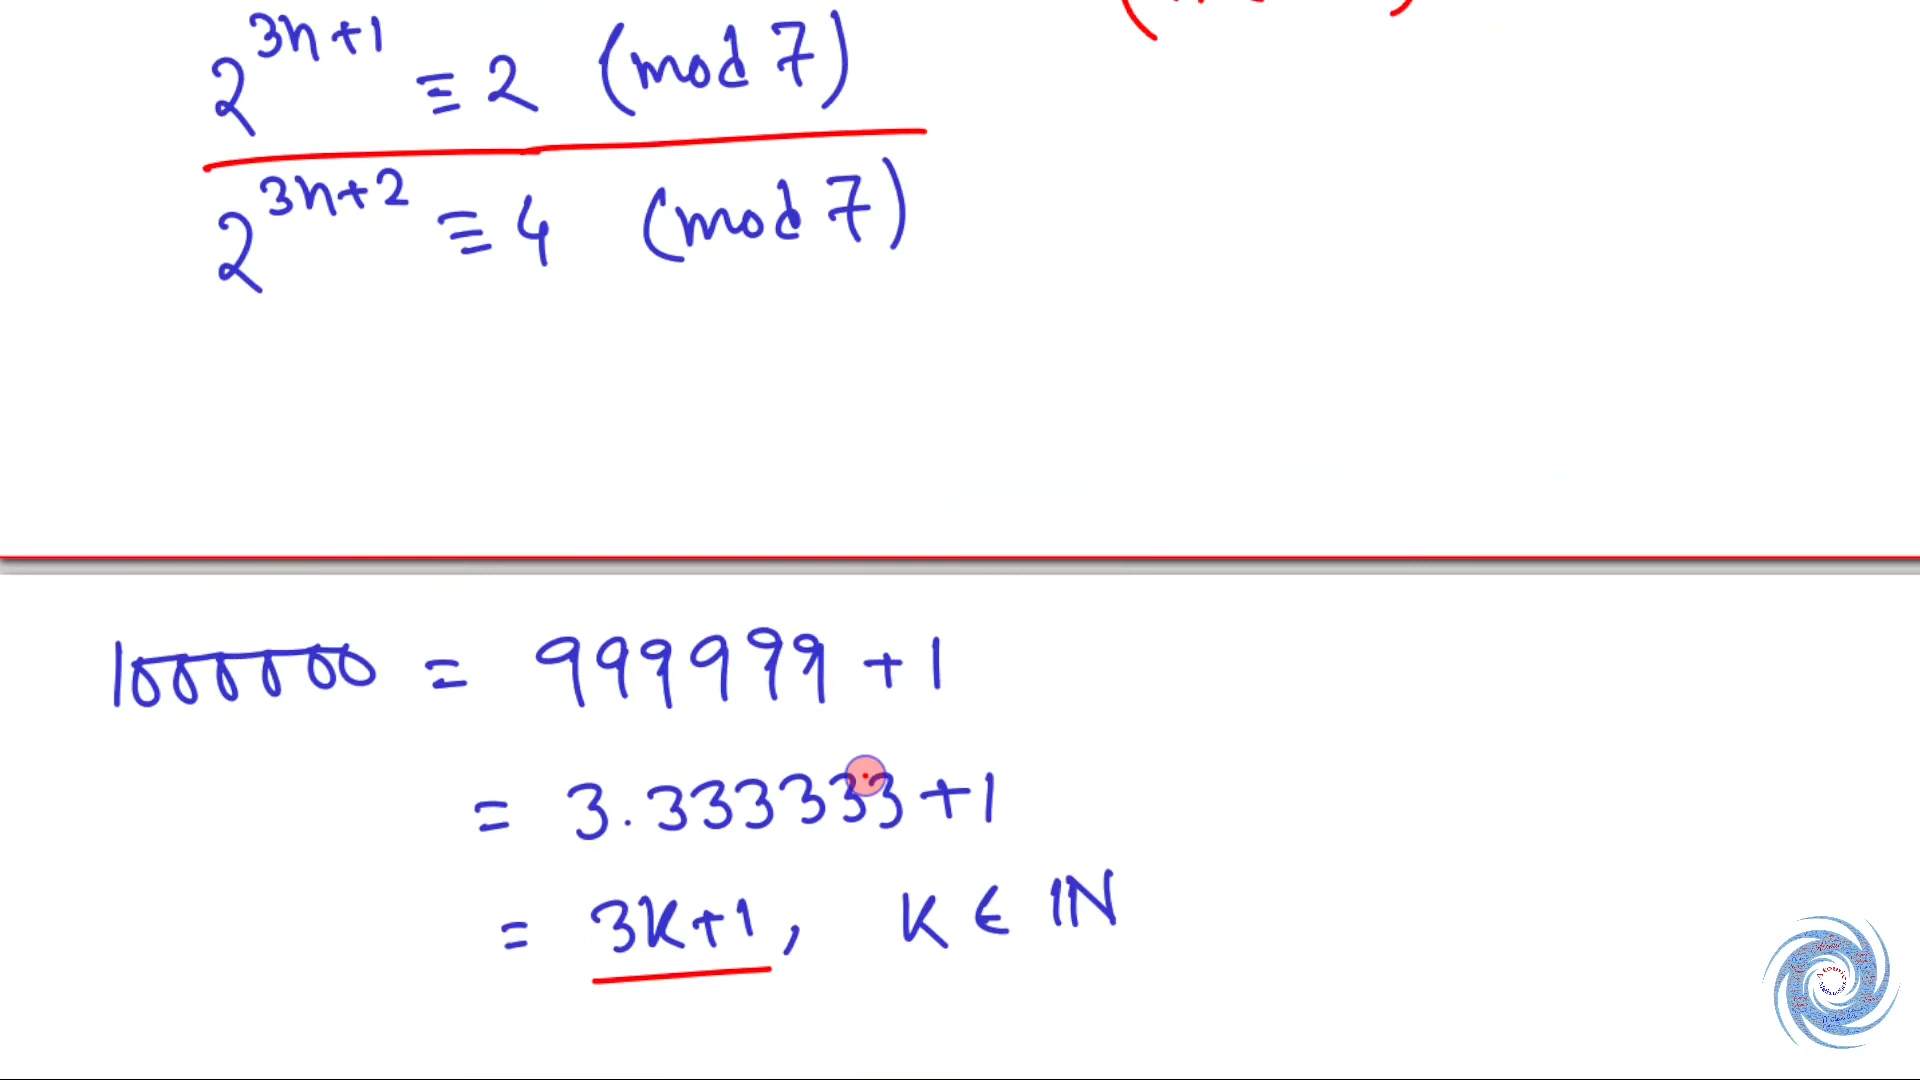 2^{3n+1} ≡ 2 (mod 7)
2^{3n+2} ≡ 4 (mod 7)
1000000 = 999999 + 1
= 3.333333 + 1
= 3k+1, K ∈ IN